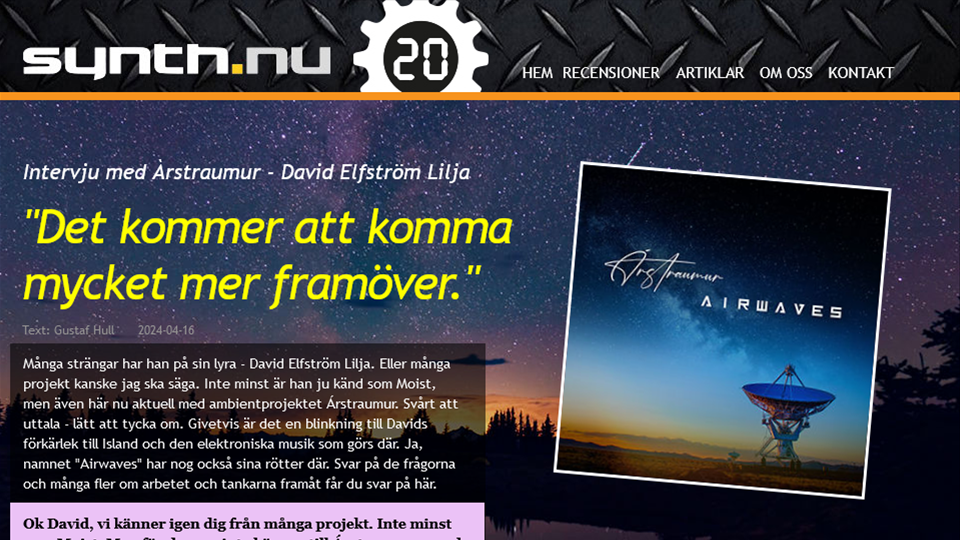 synth.nu
20
HEM RECENSIONER ARTIKLAR OM OSS KONTAKT
Intervju med Àrstraumur - David Elfström Lilja
"Det kommer att komma
mycket mer framöver."
Text: Gustaf Hull 2024-04-16
Árstraumur
AIRWAVES
Många strängar har han på sin lyra - David Elfström Lilja. Eller många
projekt kanske jag ska säga. Inte minst är han ju känd som Moist,
men även här nu aktuell med ambientprojektet Árstraumur. Svårt att
uttala - lätt att tycka om. Givetvis är det en blinkning till Davids
förkärlek till Island och den elektroniska musik som görs där. Ja,
namnet "Airwaves" har nog också sina rötter där. Svar på de frågorna
och många fler om arbetet och tankarna framåt får du svar på här.
Ok David, vi känner igen dig från många projekt. Inte minst